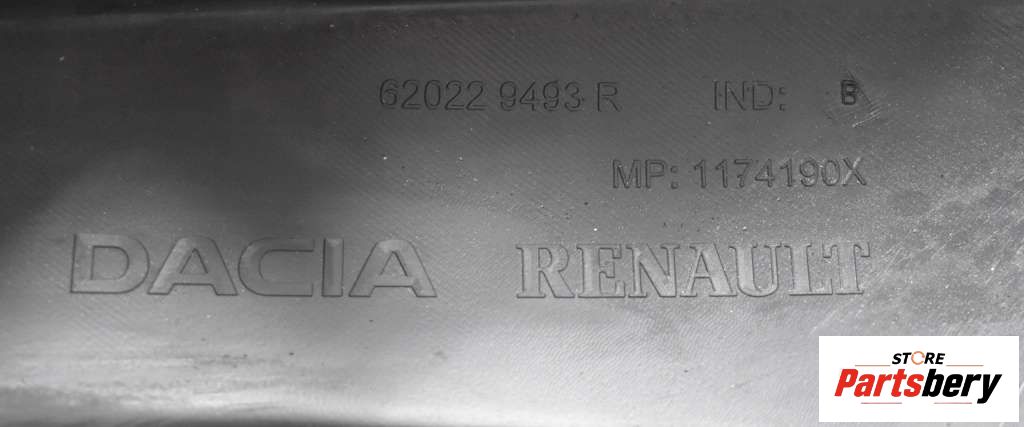 62022 9493 R IND: B
MP: 1174190X
DACIA RENAULT
STORE
Partsbery